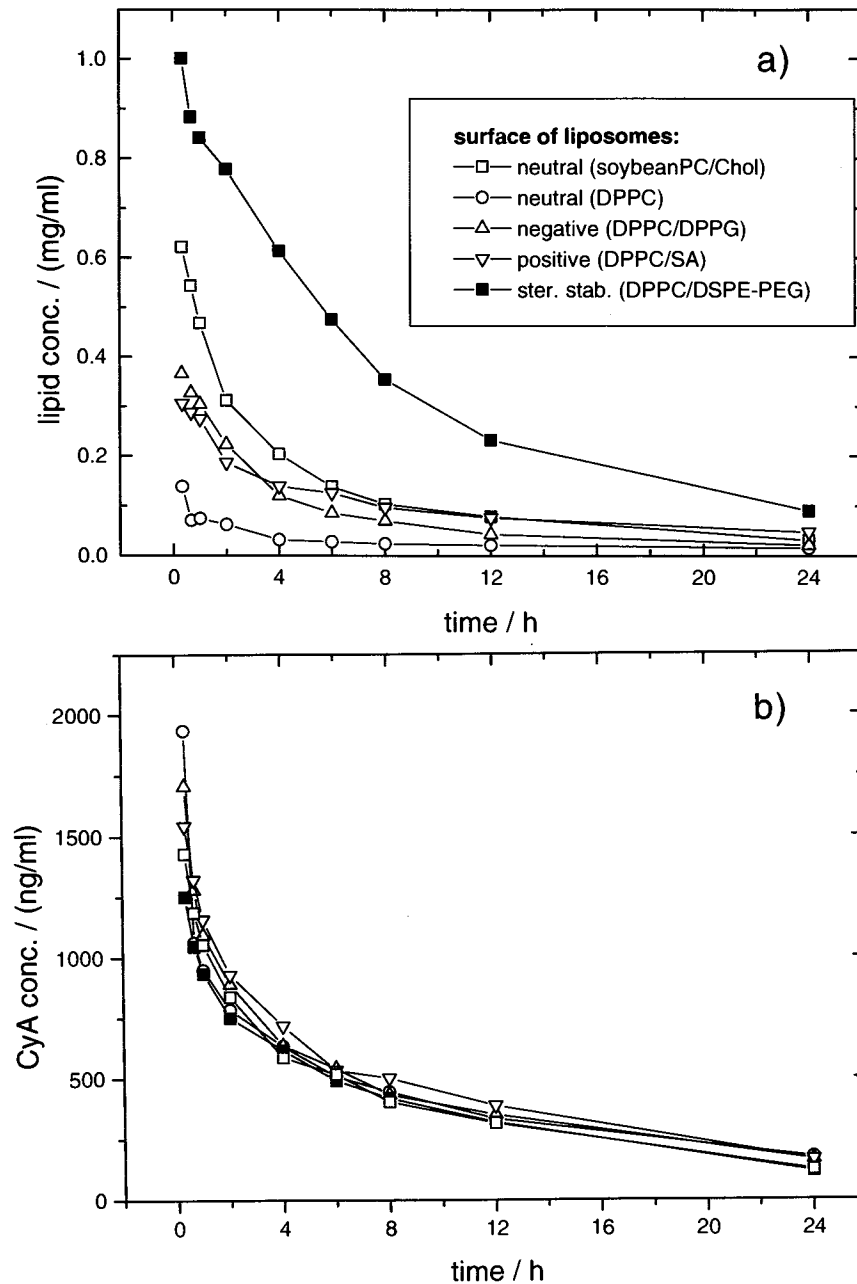 a)
1.0
0.8
0.6
0.4
0.2
0.0
lipid conc. / (mg/ml)
surface of liposomes:
neutral (soybeanPC/Chol)
neutral (DPPC)
negative (DPPC/DPPG)
positive (DPPC/SA)
ster. stab. (DPPC/DSPE-PEG)
0 4 8 12 16 20 24
time / h
b)
2000
1500
1000
500
0
CyA conc. / (ng/ml)
0 4 8 12 16 20 24
time / h